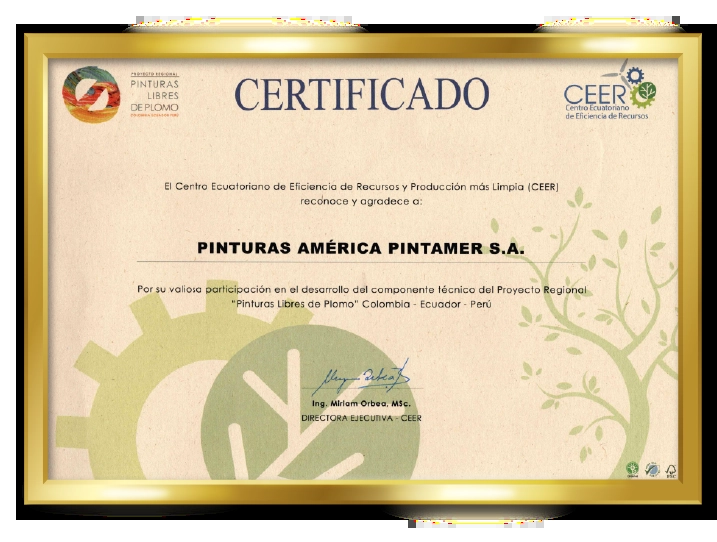 PROYECTO REGIONAL
PINTURAS
LIBRES
DE PLOMO
CERTIFICADO
CEER
Centro Ecuatoriano
de Eficiencia de Recursos
El Centro Ecuatoriano de Eficiencia de Recursos y Producción más Limpia (CEER)
reconoce y agradece a:
PINTURAS AMÉRICA PINTAMER S.A.
Por su valiosa participación en el desarrollo del componente técnico del Proyecto Regional
"Pinturas Libres de Plomo" Colombia - Ecuador - Perú
Ing. Miriam Orbea, MSc.
DIRECTORA EJECUTIVA - CEER